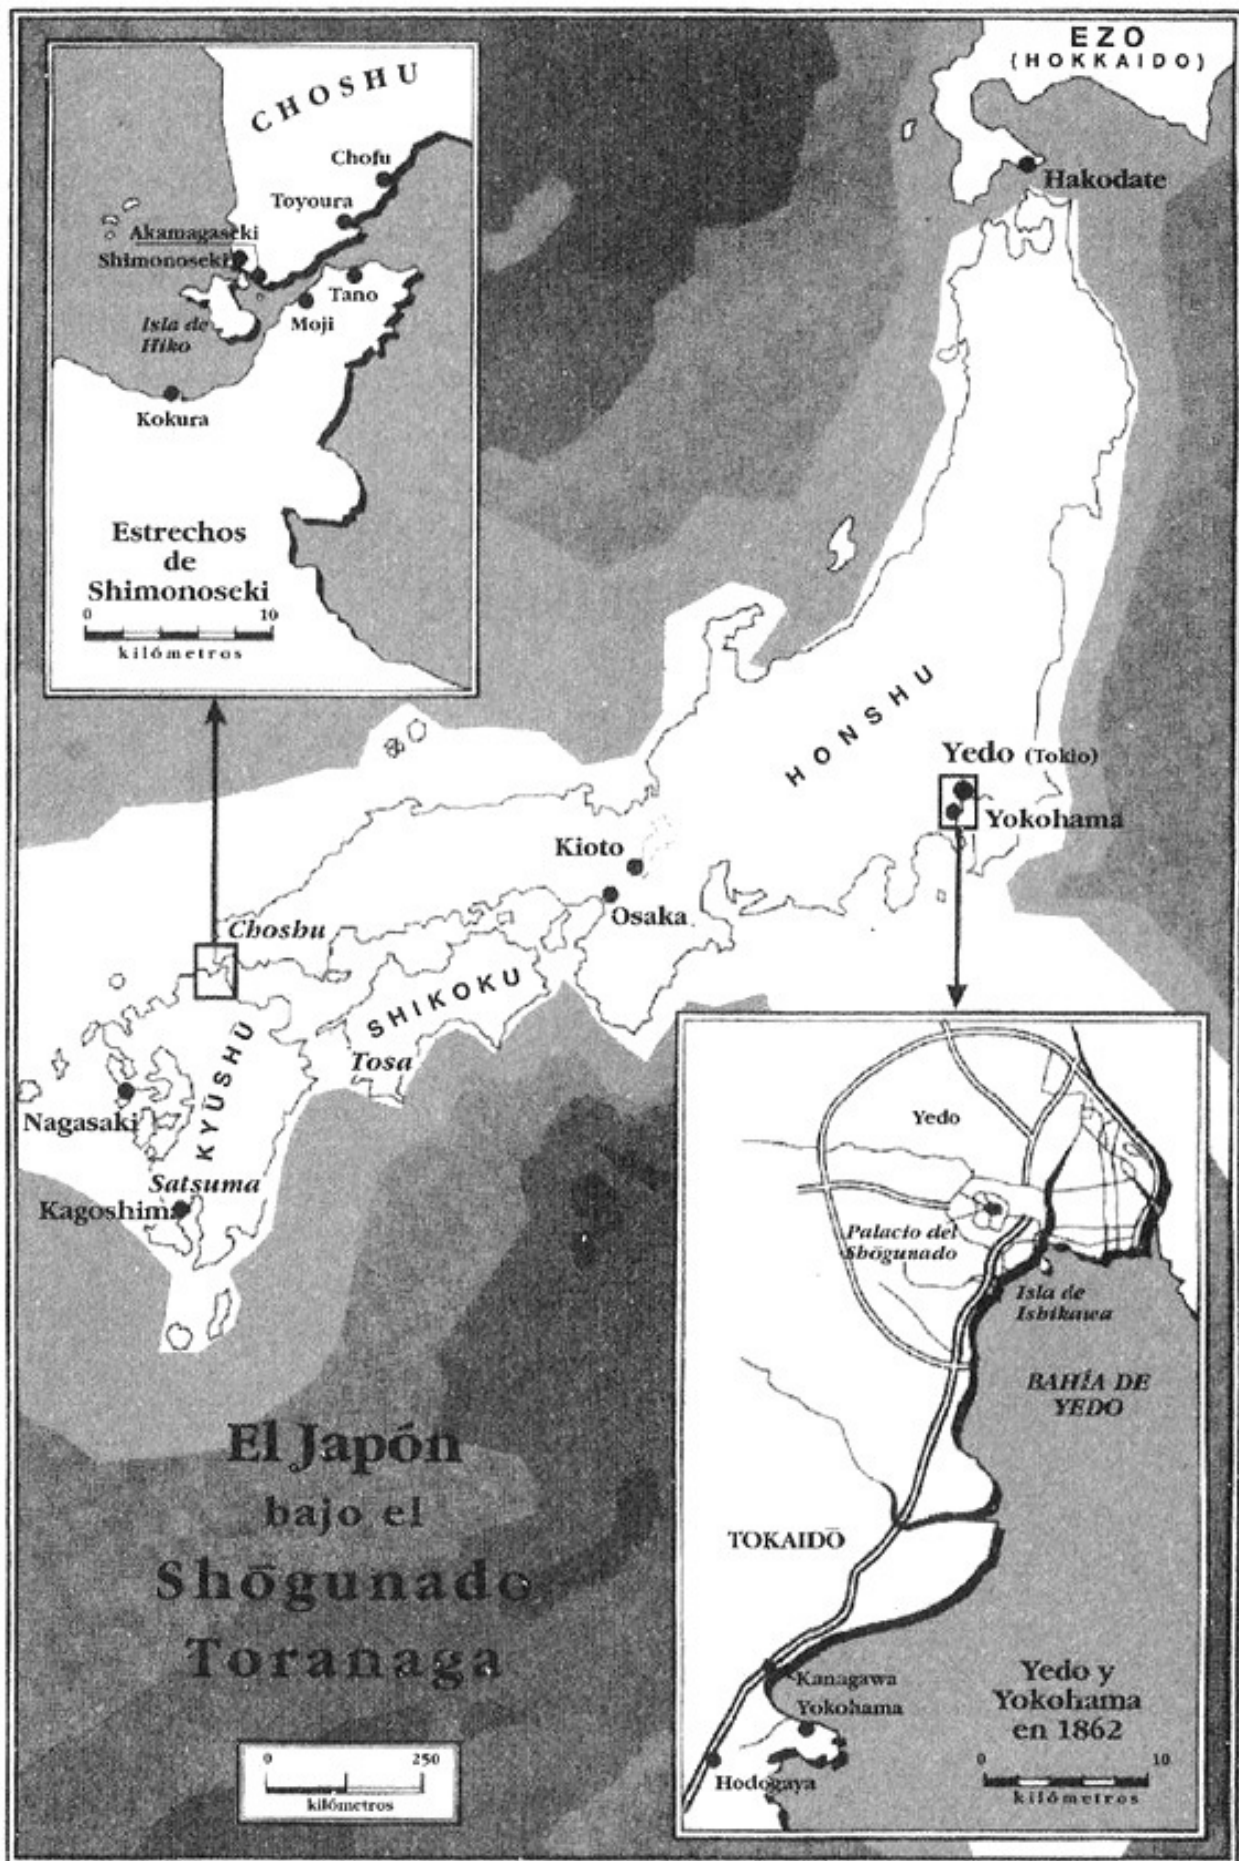 EZO
(HOKKAIDO)
Hakodate
CHOSHU
Chofu
Toyoura
Akamagaseki
Shimonoseki
Tano
Moji
Isla de
Hiko
Kokura
Estrechos
de
Shimonoseki
0 10
kilómetros
HONSHU
Yedo (Tokio)
Yokohama
Kioto
Osaka
Choshu
SHIKOKU
Tosa
KYŪSHŪ
Nagasaki
Satsuma
Kagoshima
El Japón
bajo el
Shōgunado
Toranaga
0 250
kilómetros
Yedo
Palacio del
Shōgunado
Isla de
Ishikawa
BAHÍA DE
YEDO
TOKAIDŌ
Kanagawa
Yokohama
Hodogaya
Yedo y
Yokohama
en 1862
0 10
kilómetros